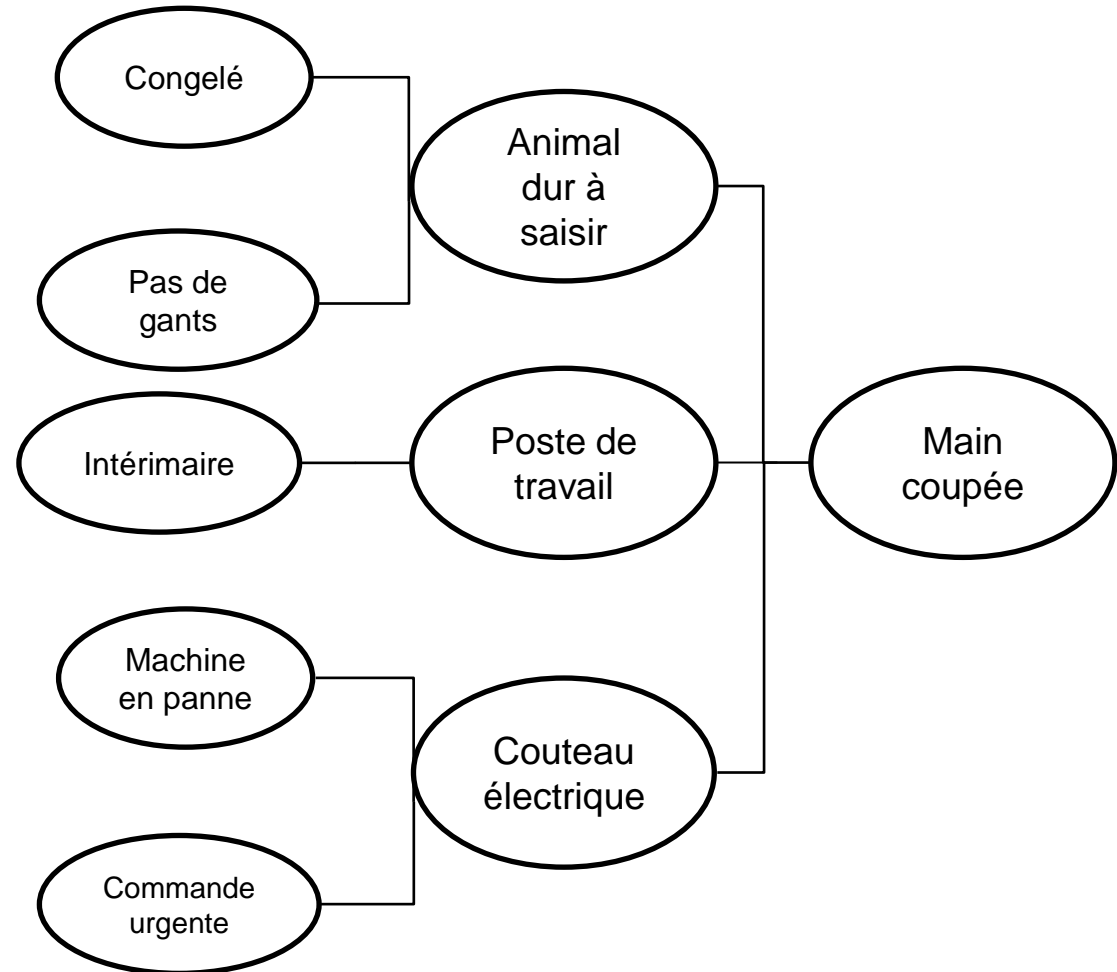 Congelé
Animal
dur à
saisir
Pas de
gants
Intérimaire
Poste de
travail
Main
coupée
Machine
en panne
Couteau
électrique
Commande
urgente